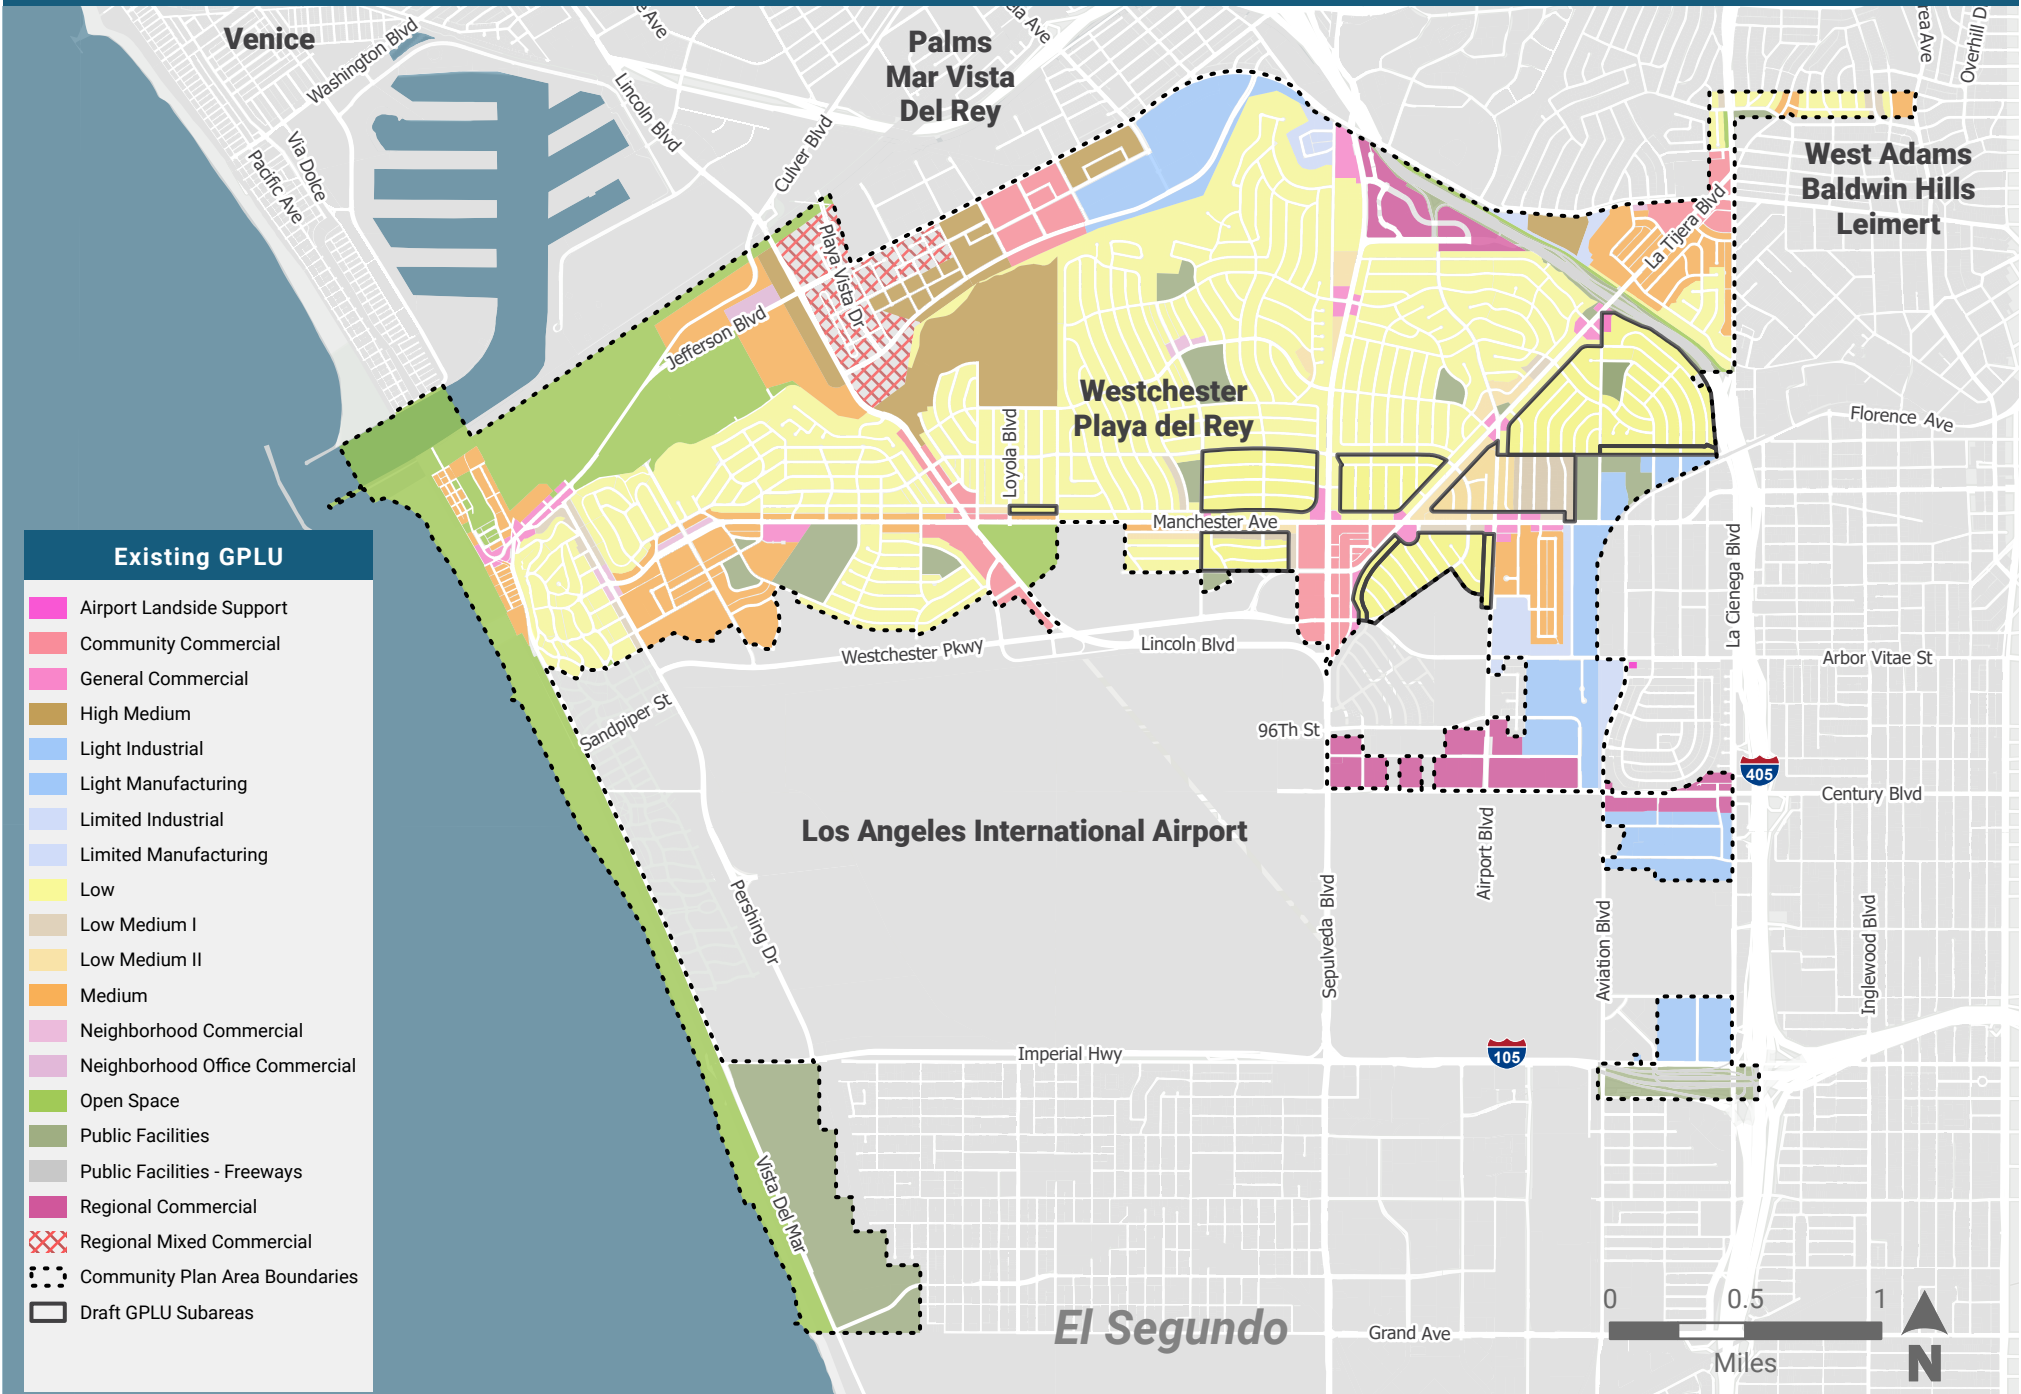 Venice
Washington Blvd
Via Dolce
Pacific Ave
Lincoln Blvd
Culver Blvd
Palms
Mar Vista
Del Rey
Overhill D
West Adams
Baldwin Hills
Leimert
La Tijera Blvd
Playa Vista Dr
Jefferson Blvd
Westchester
Playa del Rey
Loyola Blvd
Florence Ave
Manchester Ave
La Cienega Blvd
Westchester Pkwy
Lincoln Blvd
Arbor Vitae St
Sandpiper St
96Th St
405
Century Blvd
Los Angeles International Airport
Airport Blvd
Pershing Dr
Sepulveda Blvd
Aviation Blvd
Inglewood Blvd
Imperial Hwy
105
Vista Del Mar
El Segundo
Grand Ave
Existing GPLU
Airport Landside Support
Community Commercial
General Commercial
High Medium
Light Industrial
Light Manufacturing
Limited Industrial
Limited Manufacturing
Low
Low Medium I
Low Medium II
Medium
Neighborhood Commercial
Neighborhood Office Commercial
Open Space
Public Facilities
Public Facilities - Freeways
Regional Commercial
Regional Mixed Commercial
Community Plan Area Boundaries
Draft GPLU Subareas
0 0.5 1
Miles
N